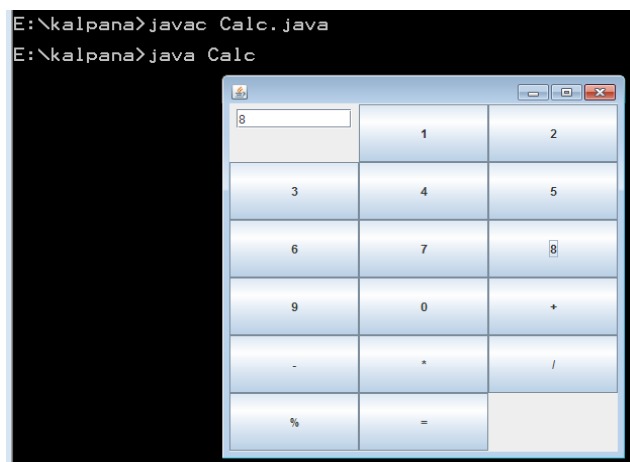 E:\kalpana>javac Calc.java
E:\kalpana>java Calc
8 1 2
3 4 5
6 7 8
9 0 +
- * /
% =